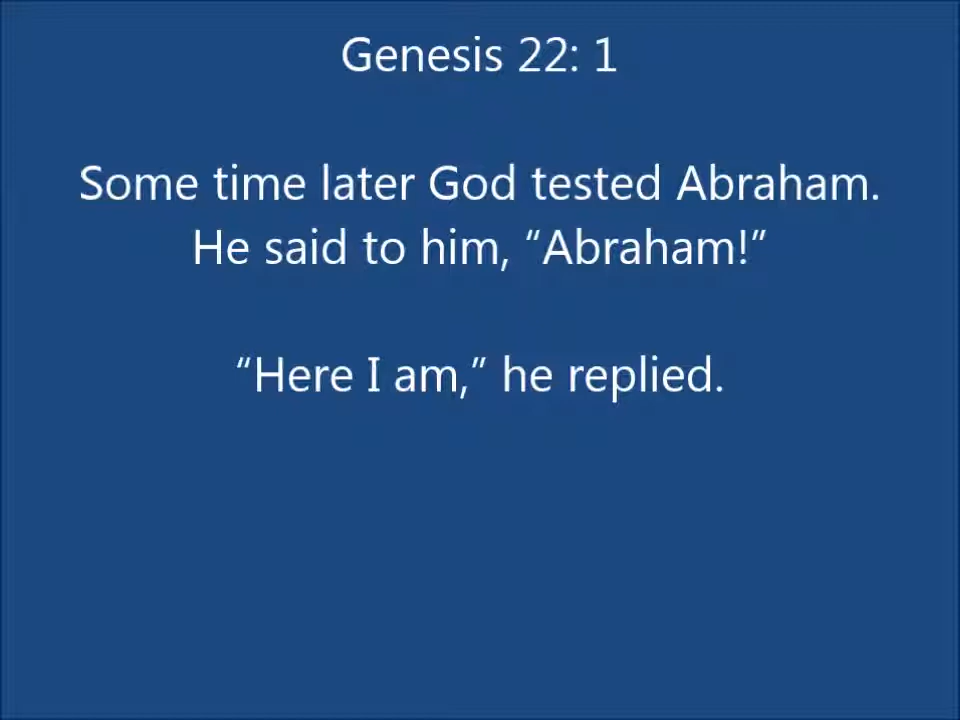 Genesis 22: 1
Some time later God tested Abraham.
He said to him, “Abraham!”
“Here I am,” he replied.